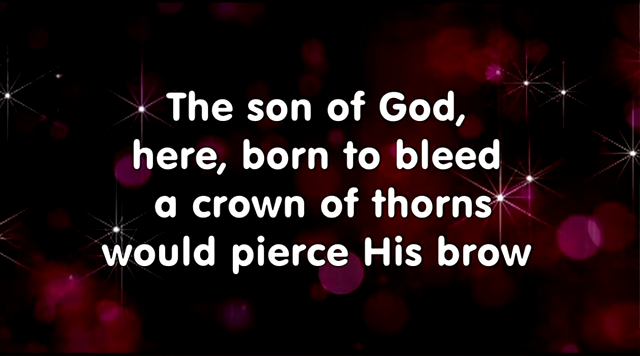 The son of God,
here, born to bleed
a crown of thorns
would pierce His brow